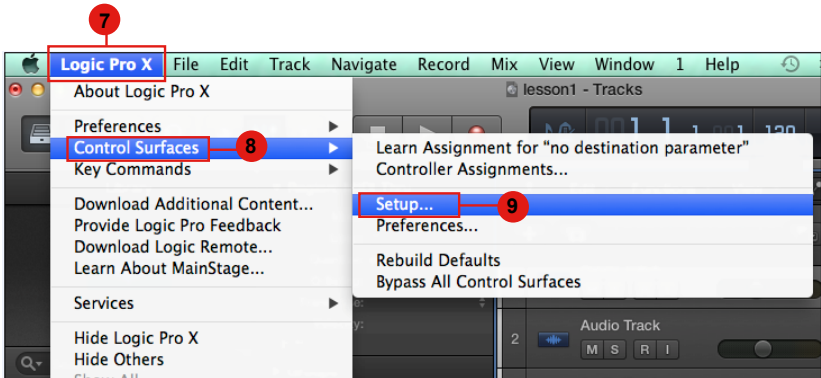 7
Logic Pro X File Edit Track Navigate Record Mix View Window 1 Help
lesson1 - Tracks
About Logic Pro X
Preferences
Control Surfaces
8
Key Commands
Download Additional Content...
Provide Logic Pro Feedback
Download Logic Remote...
Learn About MainStage...
Services
Hide Logic Pro X
Hide Others
Learn Assignment for "no destination parameter"
Controller Assignments...
Setup...
9
Preferences...
Rebuild Defaults
Bypass All Control Surfaces
2
Audio Track
M S R I